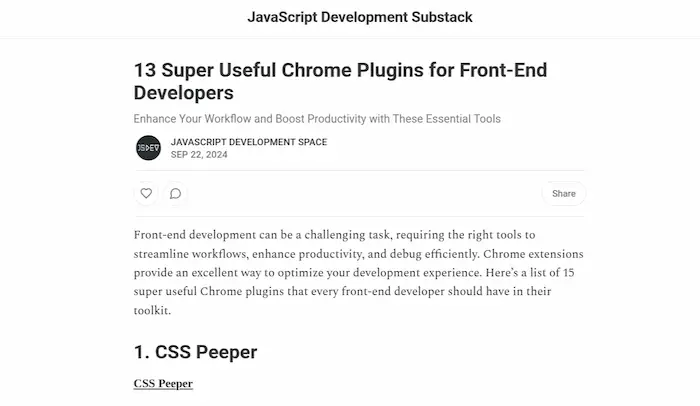 JavaScript Development Substack
13 Super Useful Chrome Plugins for Front-End
Developers
Enhance Your Workflow and Boost Productivity with These Essential Tools
JSDEV
JAVASCRIPT DEVELOPMENT SPACE
SEP 22, 2024
Share
Front-end development can be a challenging task, requiring the right tools to
streamline workflows, enhance productivity, and debug efficiently. Chrome extensions
provide an excellent way to optimize your development experience. Here's a list of 15
super useful Chrome plugins that every front-end developer should have in their
toolkit.
1. CSS Peeper
CSS Peeper